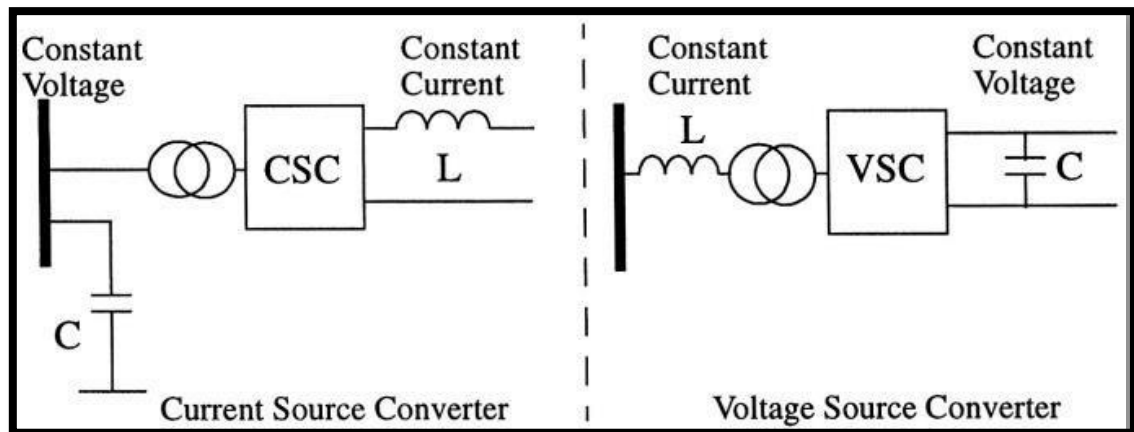 Constant
Voltage
Constant
Current
CSC
L
C
Current Source Converter
Constant
Current
Constant
Voltage
L
VSC
C
Voltage Source Converter